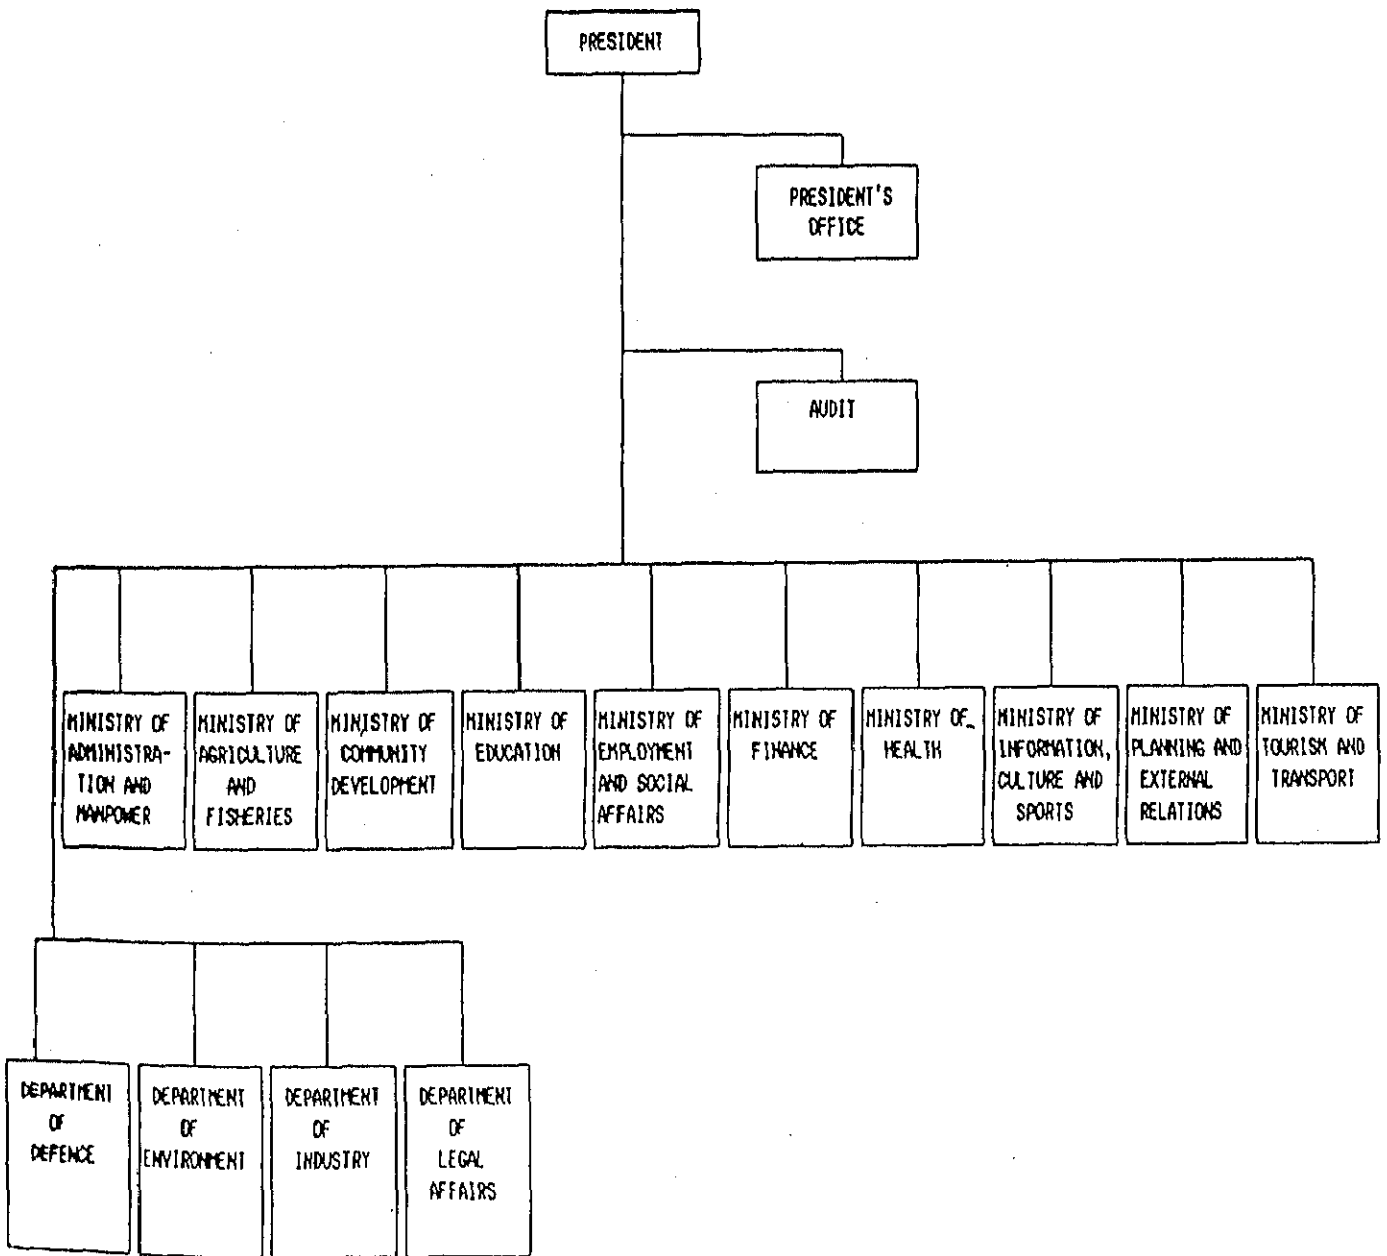 PRESIDENT
PRESIDENT'S
OFFICE
AUDIT
MINISTRY OF
ADMINISTRA-
TION AND
MANPOWER
MINISTRY OF
AGRICULTURE
AND
FISHERIES
MINISTRY OF
COMMUNITY
DEVELOPMENT
MINISTRY OF
EDUCATION
MINISTRY OF
EMPLOYMENT
AND SOCIAL
AFFAIRS
MINISTRY OF
FINANCE
MINISTRY OF
HEALTH
MINISTRY OF
INFORMATION,
CULTURE AND
SPORTS
MINISTRY OF
PLANNING AND
EXTERNAL
RELATIONS
MINISTRY OF
TOURISM AND
TRANSPORT
DEPARTMENT
OF
DEFENCE
DEPARTMENT
OF
ENVIRONMENT
DEPARTMENT
OF
INDUSTRY
DEPARTMENT
OF
LEGAL
AFFAIRS